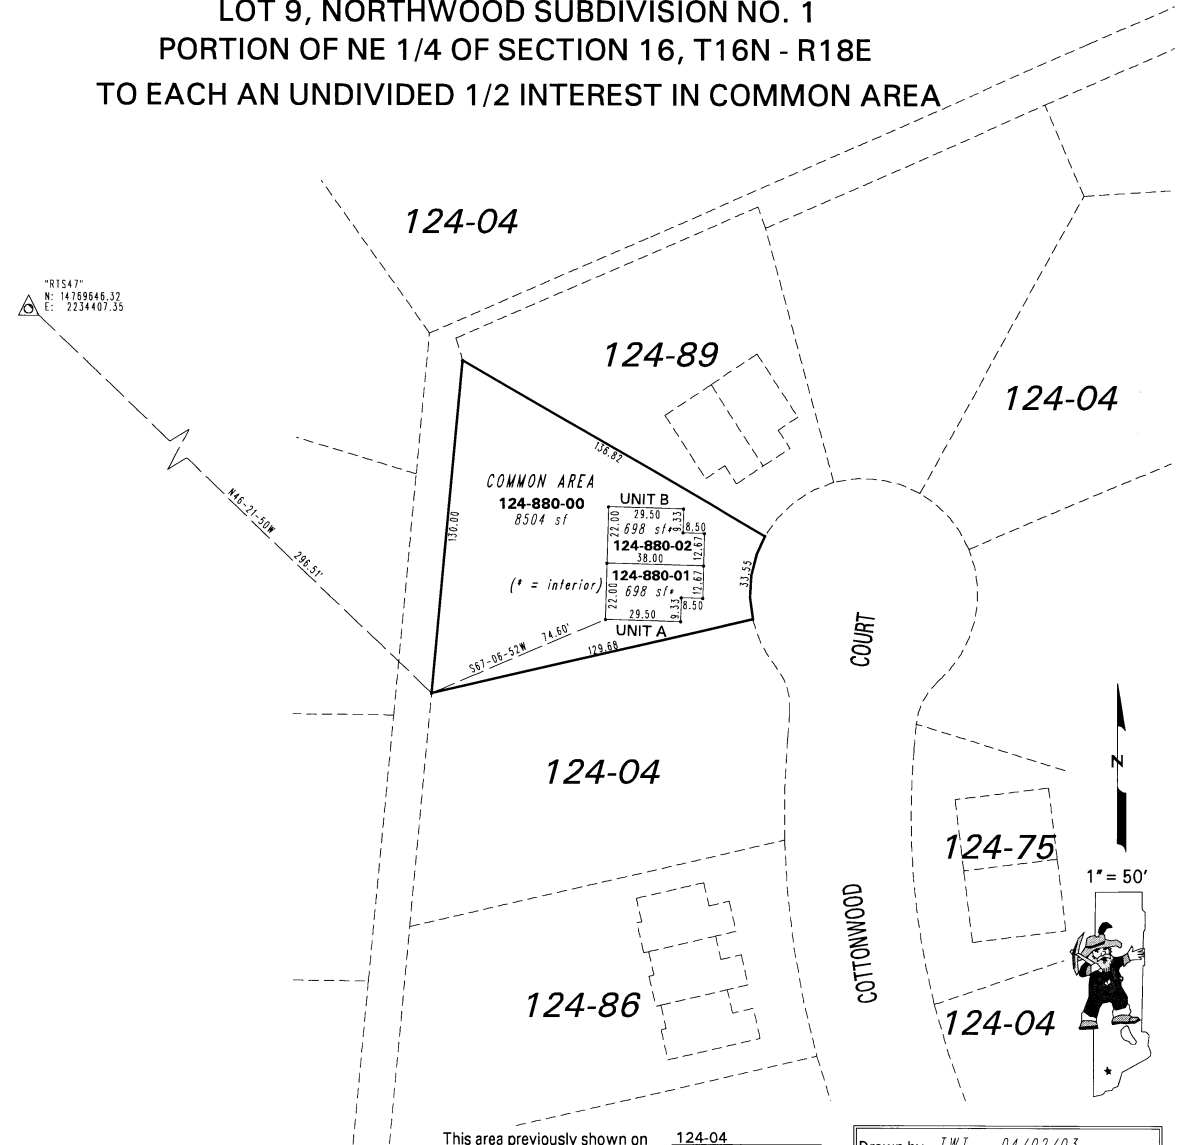 LOT 9, NORTHWOOD SUBDIVISION NO. 1
PORTION OF NE 1/4 OF SECTION 16, T16N - R18E
TO EACH AN UNDIVIDED 1/2 INTEREST IN COMMON AREA
124-04
"RTS47"
N: 14769646.32
E: 2234407.35
124-89
124-04
136.82
COMMON AREA
124-880-00
8504 sf
UNIT B
29.50
22.00
9.33
698 sf*
8.50
124-880-02
12.67
38.00
130.00
N46-21-50W
296.51'
(* = interior)
124-880-01
12.67
22.00
698 sf*
9.33
8.50
29.50
UNIT A
33.55
S67-06-52W 74.60'
129.68
COURT
N
124-04
124-75
1" = 50'
COTTONWOOD
124-86
124-04
This area previously shown on 124-04
Drawn by TWT 04/02/03